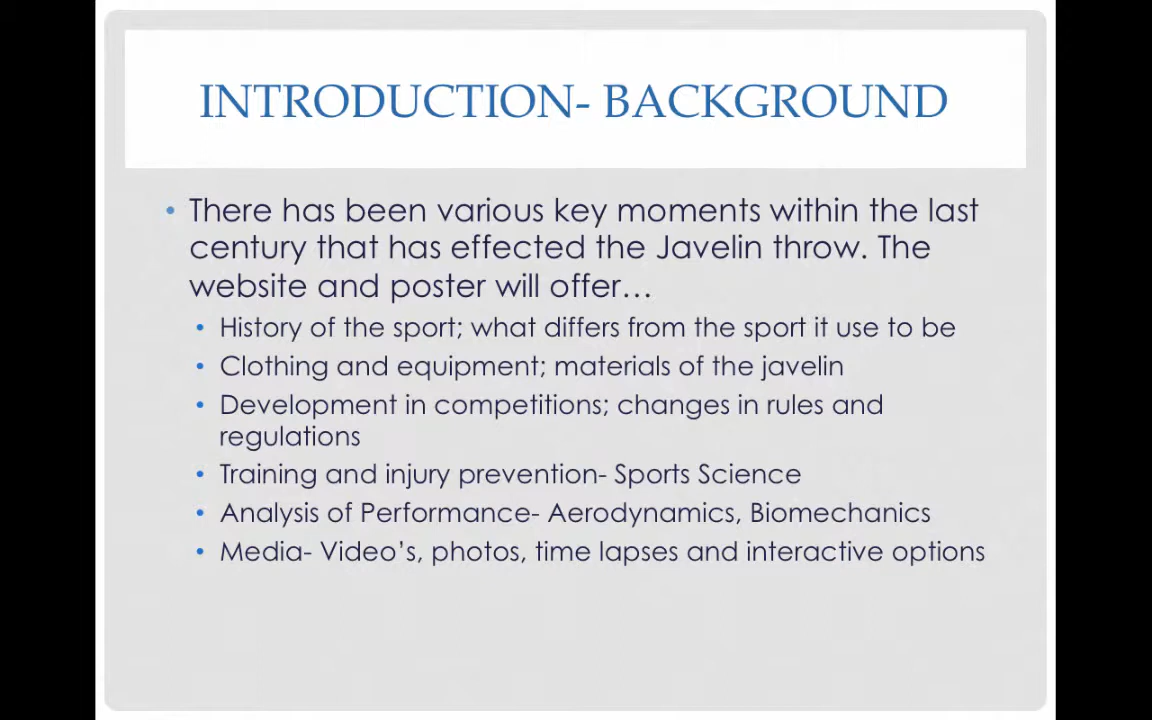 INTRODUCTION- BACKGROUND
• There has been various key moments within the last
century that has effected the Javelin throw. The
website and poster will offer…
• History of the sport; what differs from the sport it use to be
• Clothing and equipment; materials of the javelin
• Development in competitions; changes in rules and
regulations
• Training and injury prevention- Sports Science
• Analysis of Performance- Aerodynamics, Biomechanics
• Media- Video’s, photos, time lapses and interactive options